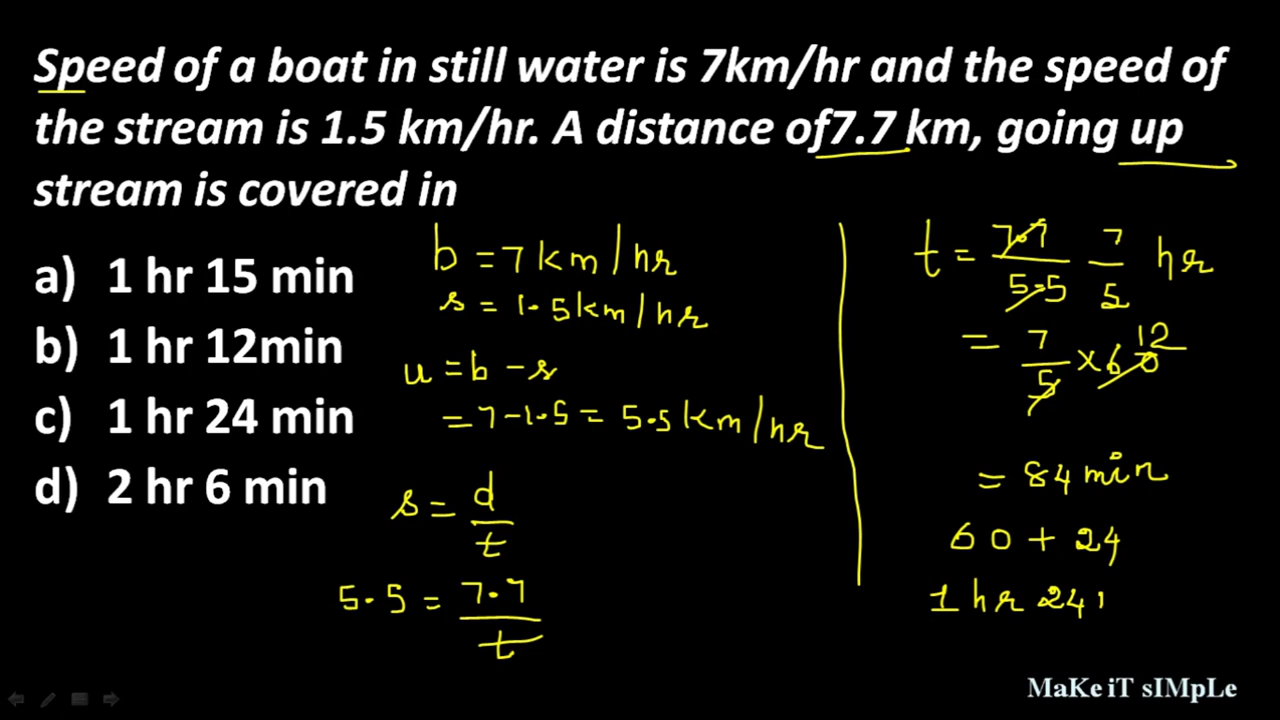 Speed of a boat in still water is 7km/hr and the speed of
the stream is 1.5 km/hr. A distance of7.7 km, going up
stream is covered in
a) 1 hr 15 min
b) 1 hr 12min
c) 1 hr 24 min
d) 2 hr 6 min
b = 7 km/hr
s = 1.5km/hr
u = b - s
= 7-1.5 = 5.5 km/hr
s = d/t
5.5 = 7.7/t
t = 7.7/5.5 7/5 hr
= 7/5 × 60 12
= 84 min
60 + 24
1 hr 24
MaKe iT sIMpLe